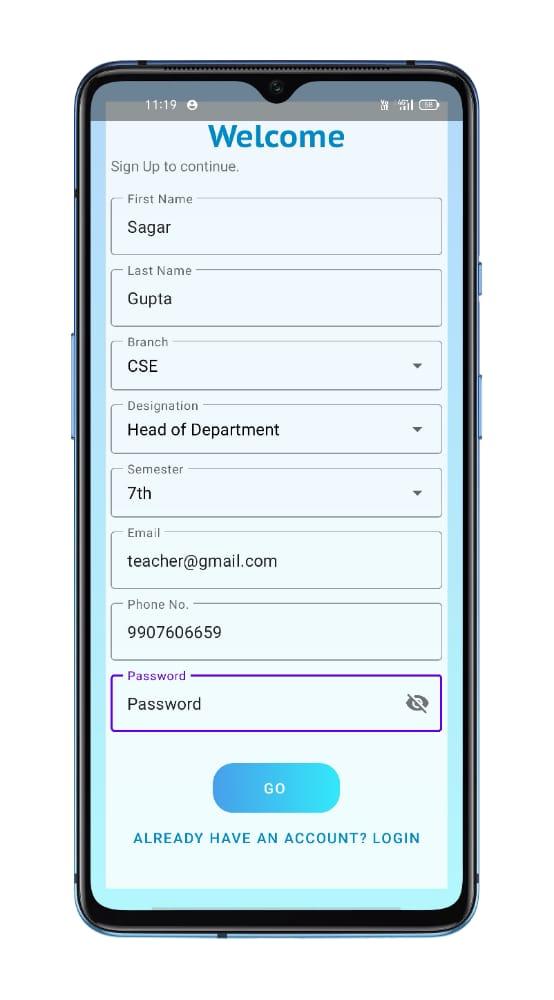 11:19
58
Welcome
Sign Up to continue.
First Name
Sagar
Last Name
Gupta
Branch
CSE
Designation
Head of Department
Semester
7th
Email
teacher@gmail.com
Phone No.
9907606659
Password
Password
GO
ALREADY HAVE AN ACCOUNT? LOGIN